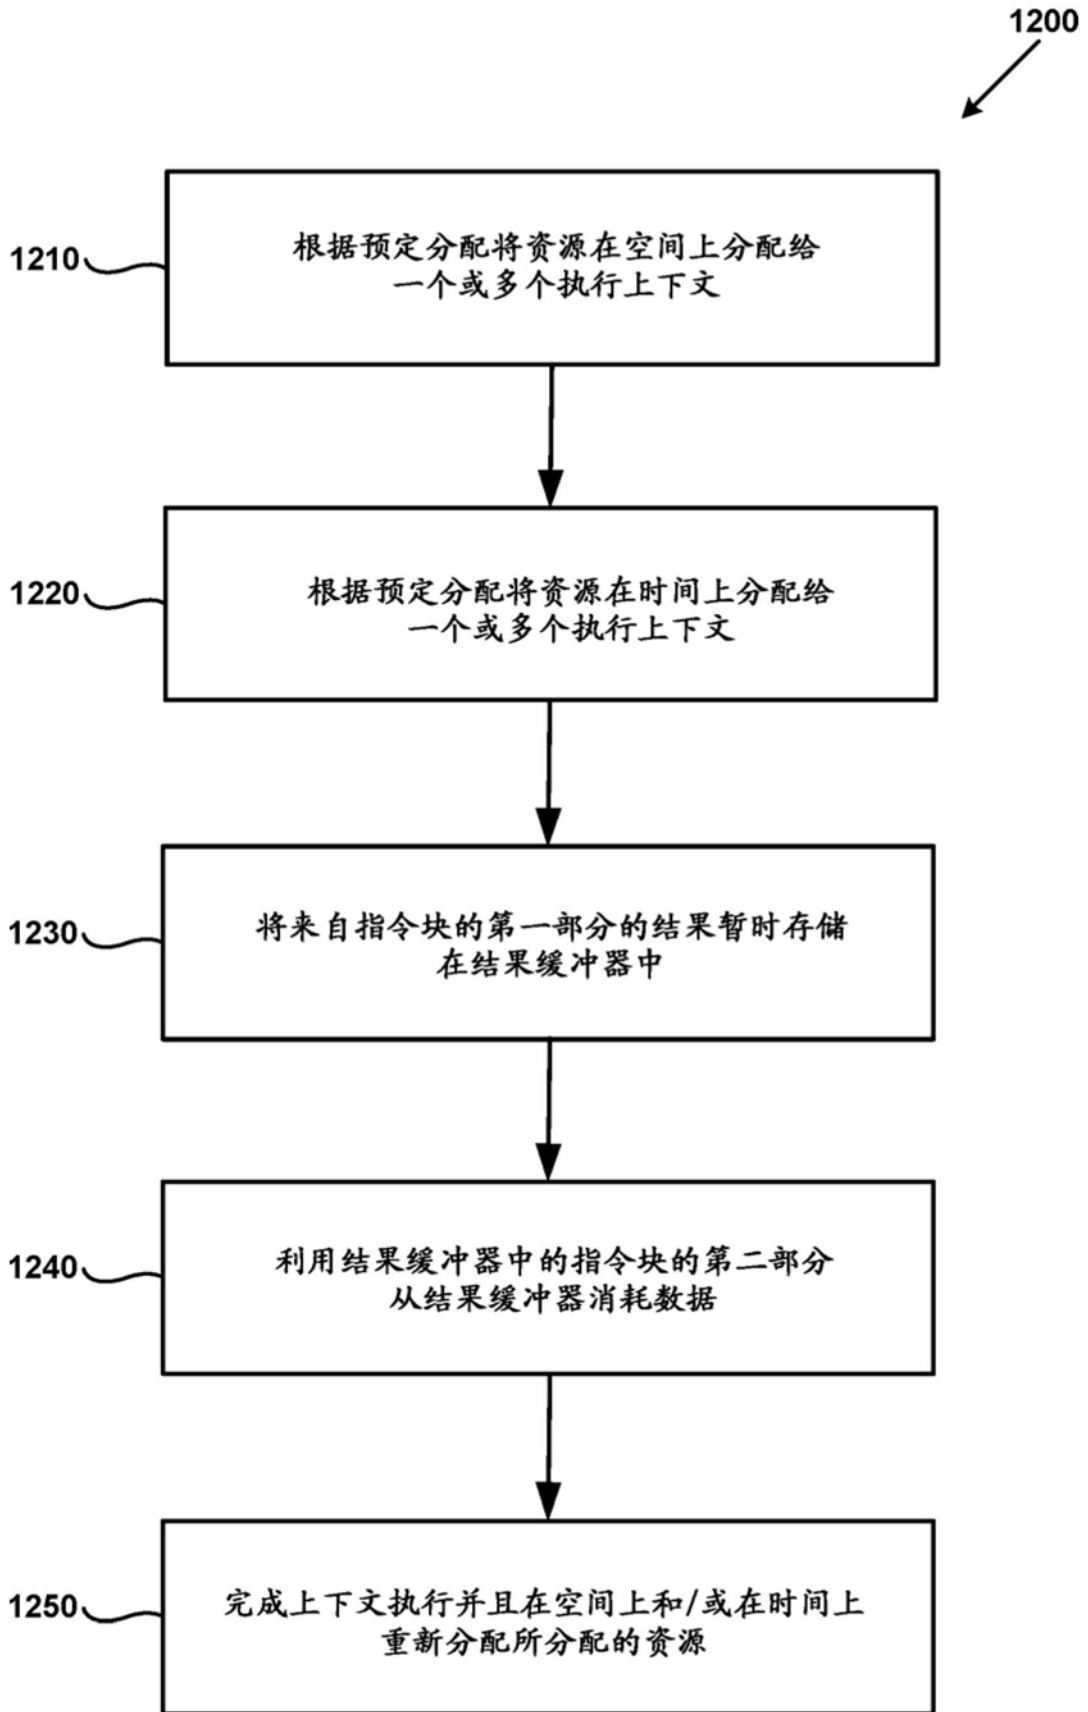 1200
1210
根据预定分配将资源在空间上分配给
一个或多个执行上下文
1220
根据预定分配将资源在时间上分配给
一个或多个执行上下文
1230
将来自指令块的第一部分的结果暂时存储
在结果缓冲器中
1240
利用结果缓冲器中的指令块的第二部分
从结果缓冲器消耗数据
1250
完成上下文执行并且在空间上和/或在时间上
重新分配所分配的资源